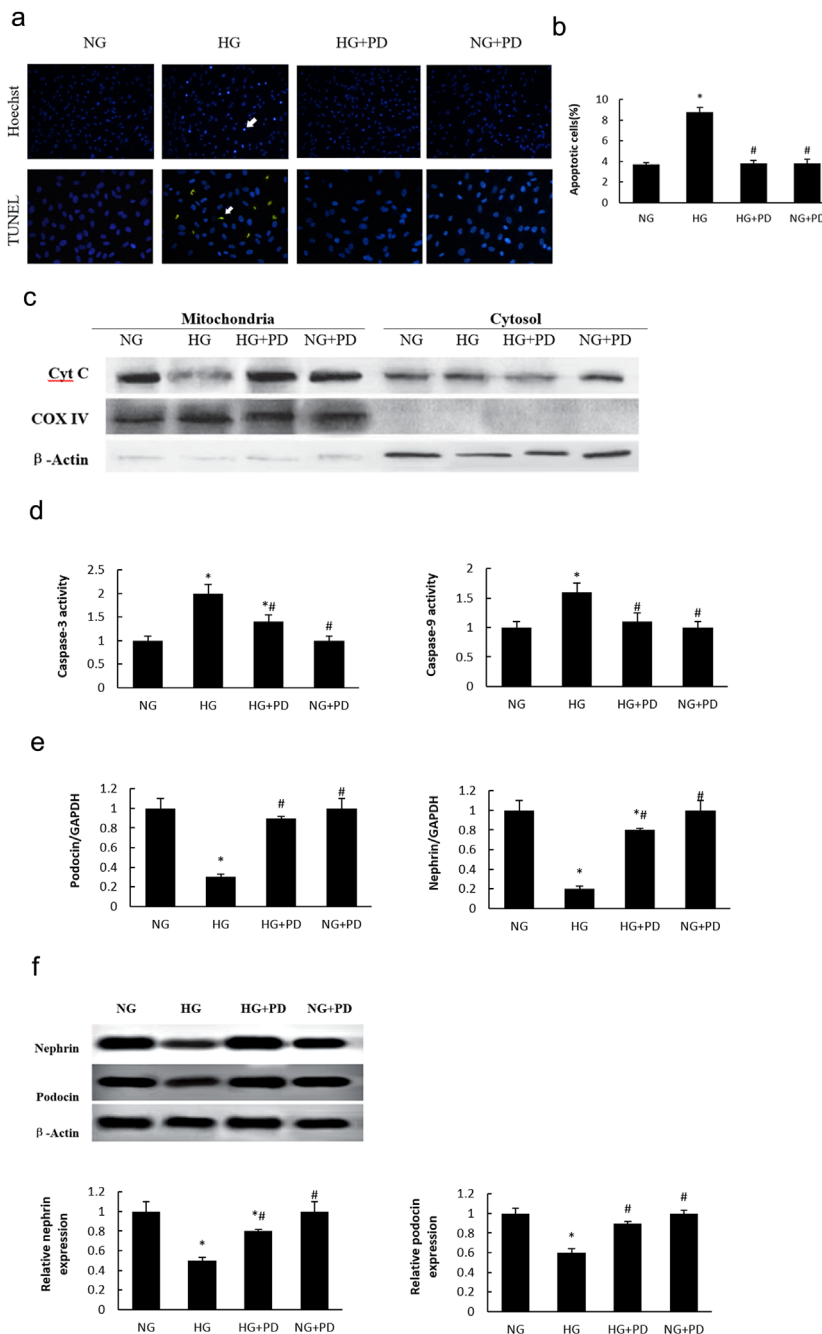 a
NG HG HG+PD NG+PD
Hoechst
TUNEL
b
Apoptotic cells(%)
10
8
6
4
2
0
*
#
#
NG HG HG+PD NG+PD
c
Mitochondria Cytosol
NG HG HG+PD NG+PD NG HG HG+PD NG+PD
Cyt C
COX IV
β-Actin
d
Caspase-3 activity
2.5
2
1.5
1
0.5
0
*
*#
#
NG HG HG+PD NG+PD
Caspase-9 activity
2
1.5
1
0.5
0
*
#
#
NG HG HG+PD NG+PD
e
Podocin/GAPDH
1.2
1
0.8
0.6
0.4
0.2
0
*
#
#
NG HG HG+PD NG+PD
Nephrin/GAPDH
1.2
1
0.8
0.6
0.4
0.2
0
*
*#
#
NG HG HG+PD NG+PD
f
NG HG HG+PD NG+PD
Nephrin
Podocin
β-Actin
Relative nephrin
expression
1.2
1
0.8
0.6
0.4
0.2
0
*
*#
#
NG HG HG+PD NG+PD
Relative podocin
expression
1.2
1
0.8
0.6
0.4
0.2
0
*
#
#
NG HG HG+PD NG+PD